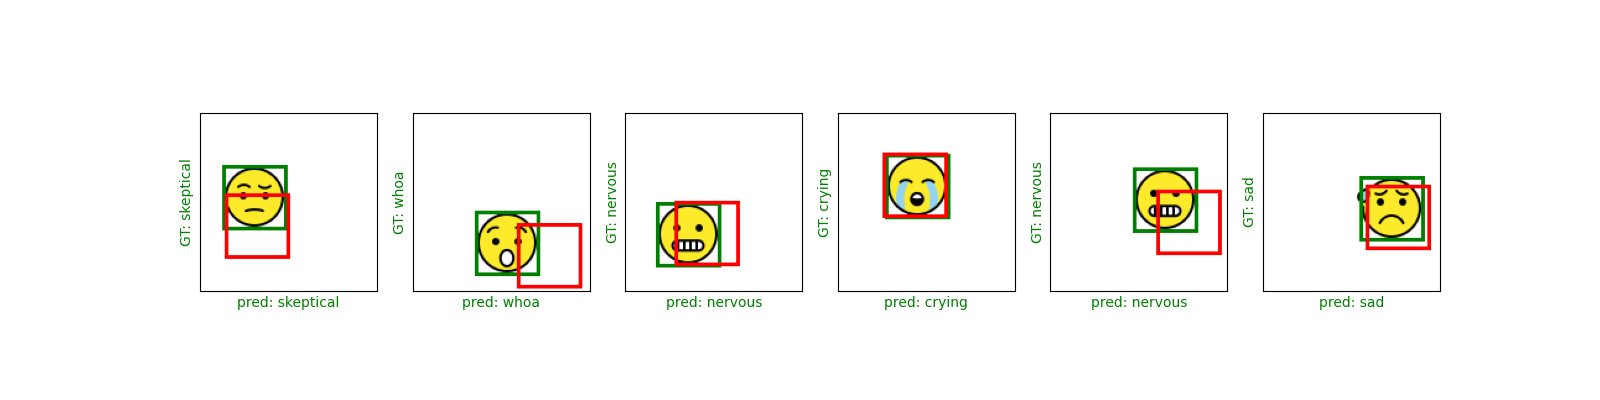 GT: skeptical
pred: skeptical
GT: whoa
pred: whoa
GT: nervous
pred: nervous
GT: crying
pred: crying
GT: nervous
pred: nervous
GT: sad
pred: sad